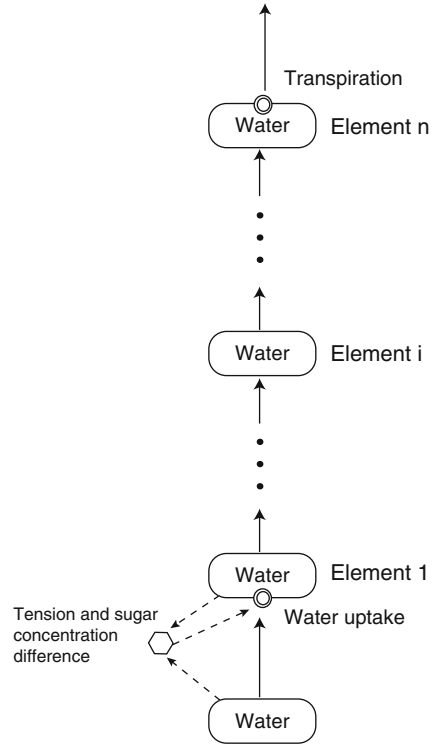 Transpiration
Water
Element n
Water
Element i
Water
Element 1
Tension and sugar
concentration
difference
Water uptake
Water